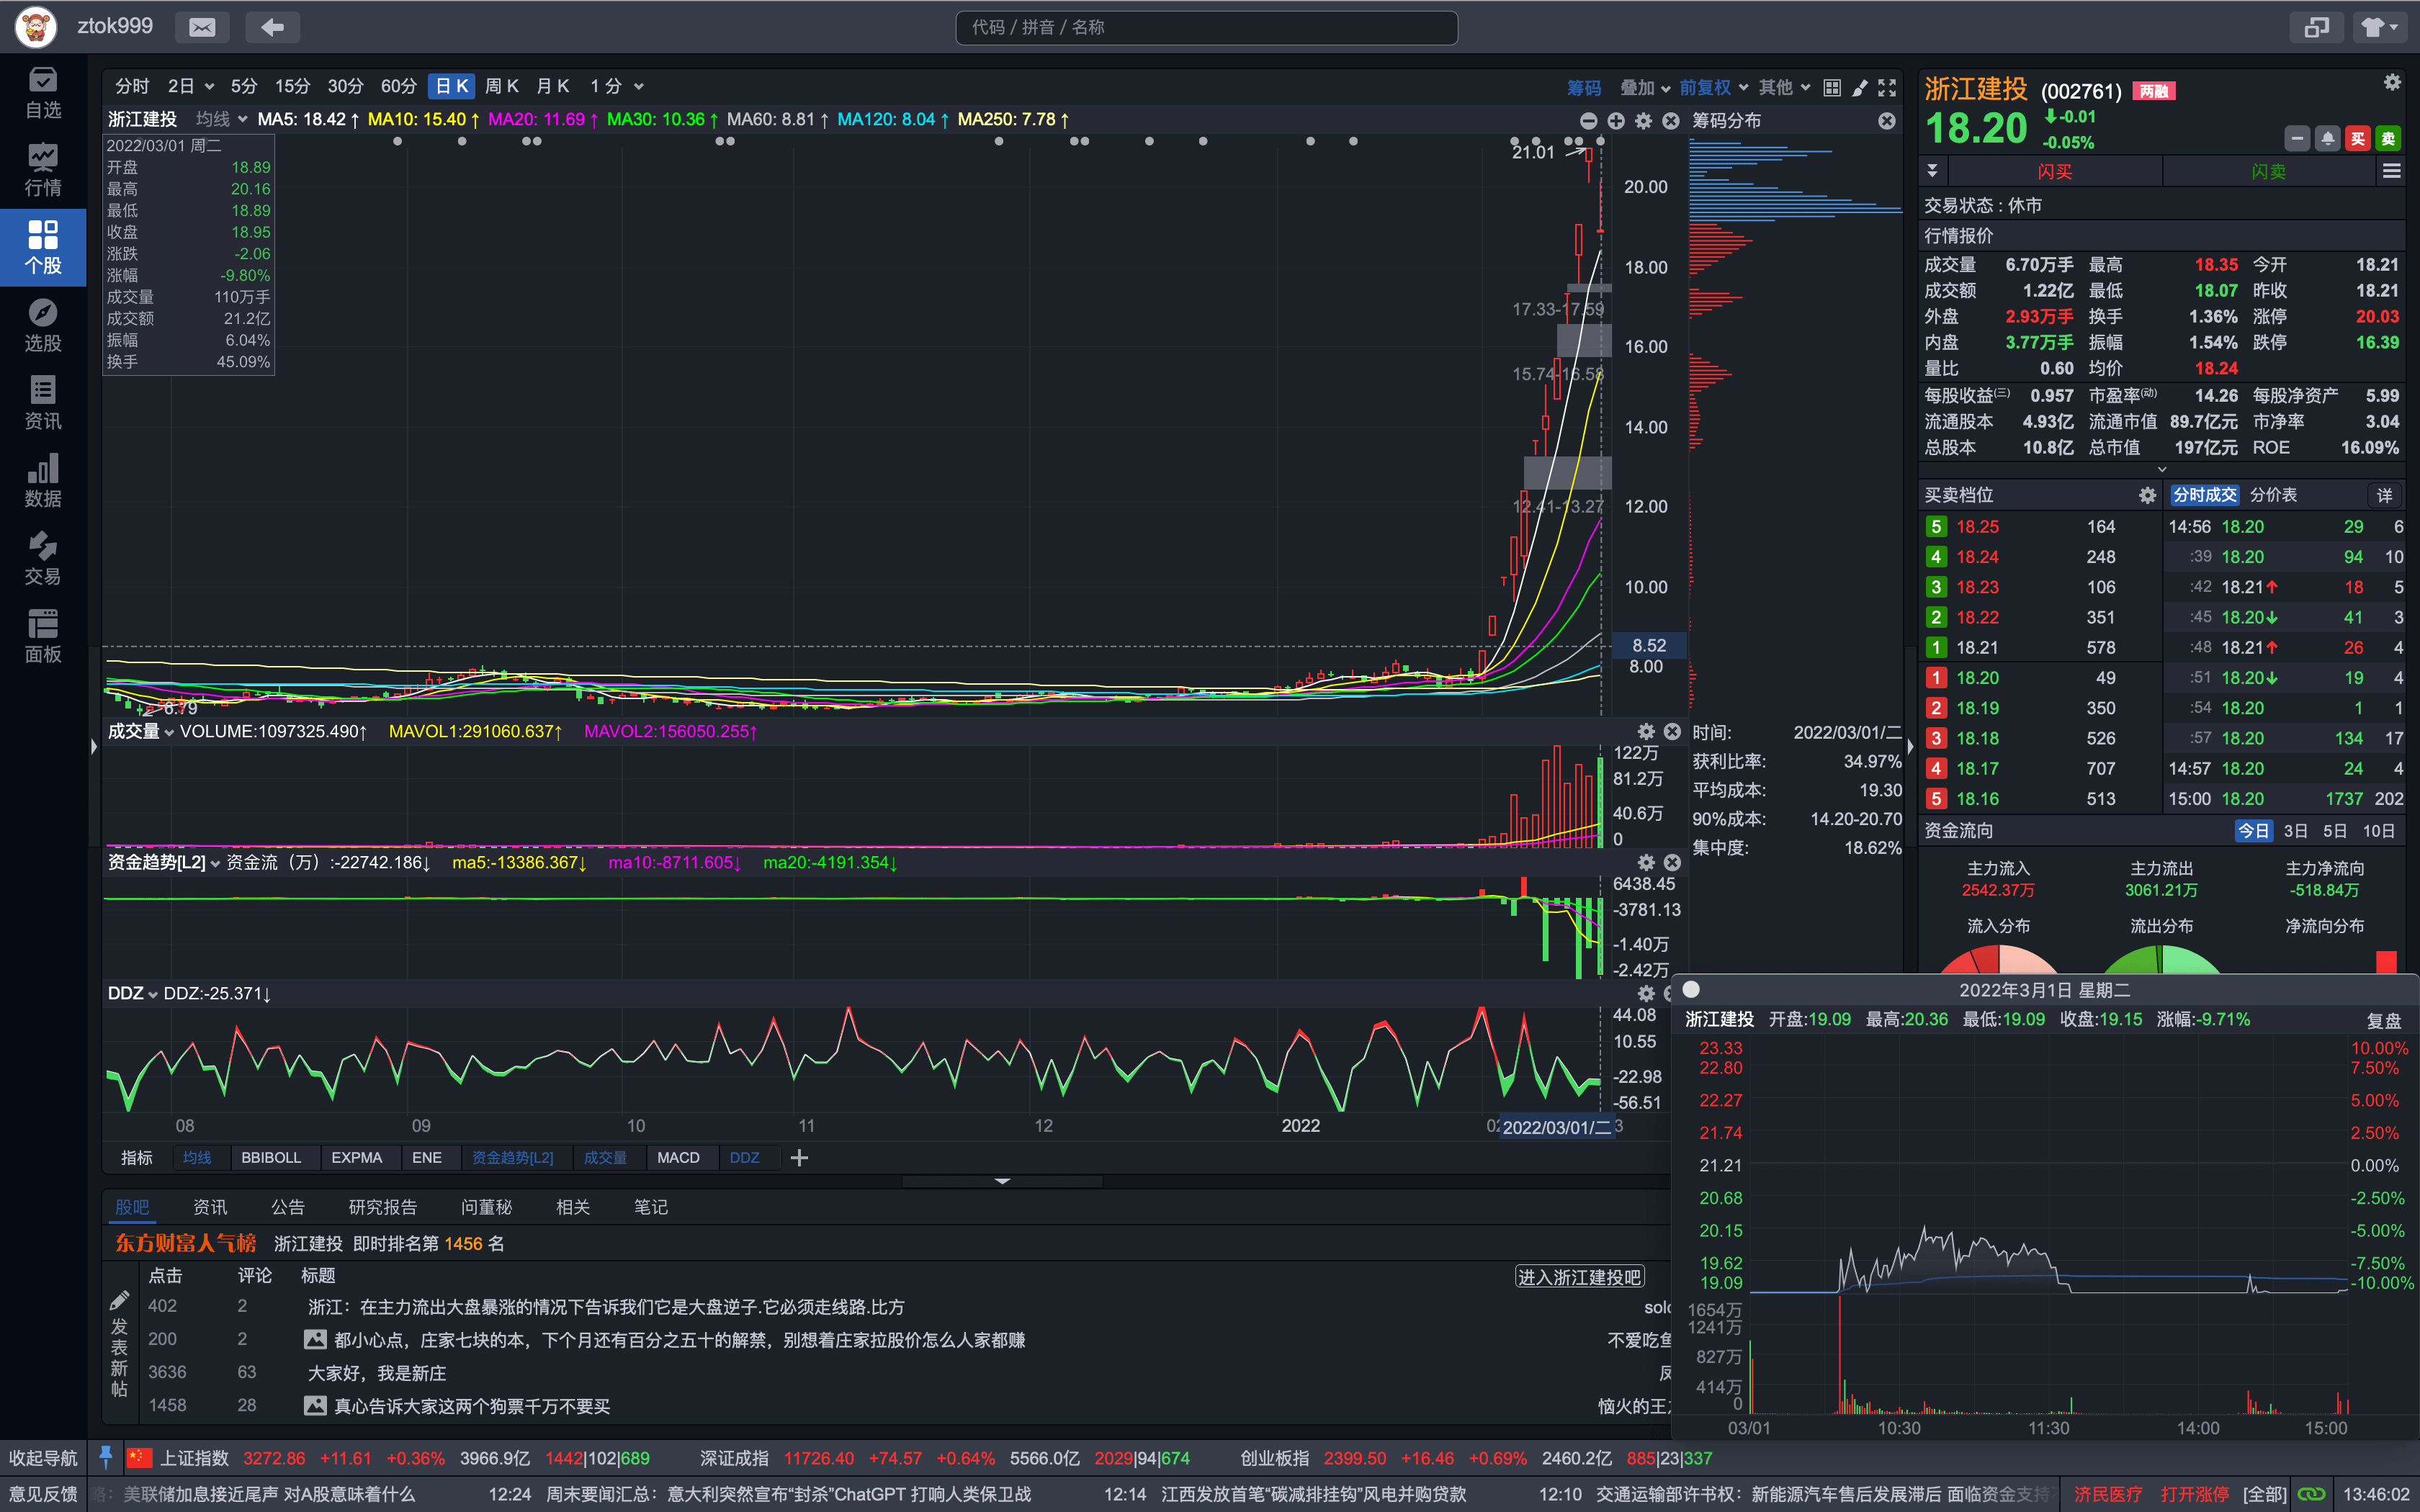 ztok999
代码 / 拼音 / 名称
自选
行情
个股
选股
资讯
数据
交易
面板
分时 2日 5分 15分 30分 60分 日K 周K 月K 1分
筹码 叠加 前复权 其他
浙江建投 均线 MA5: 18.42↑ MA10: 15.40↑ MA20: 11.69↑ MA30: 10.36↑ MA60: 8.81↑ MA120: 8.04↑ MA250: 7.78↑
筹码分布
2022/03/01 周二
开盘 18.89
最高 20.16
最低 18.89
收盘 18.95
涨跌 -2.06
涨幅 -9.80%
成交量 110万手
成交额 21.2亿
振幅 6.04%
换手 45.09%
21.01
20.00
18.00
17.33-17.59
16.00
15.74-16.58
14.00
12.41-13.27
12.00
10.00
8.52
8.00
6.79
成交量 VOLUME:1097325.490↑ MAVOL1:291060.637↑ MAVOL2:156050.255↑
122万
81.2万
40.6万
0
资金趋势[L2] 资金流（万）:-22742.186↓ ma5:-13386.367↓ ma10:-8711.605↓ ma20:-4191.354↓
6438.45
-3781.13
-1.40万
-2.42万
DDZ DDZ:-25.371↓
44.08
10.55
-22.98
-56.51
08 09 10 11 12 2022 2022/03/01/二
指标 均线 BBIBOLL EXPMA ENE 资金趋势[L2] 成交量 MACD DDZ
时间: 2022/03/01/二
获利比率: 34.97%
平均成本: 19.30
90%成本: 14.20-20.70
集中度: 18.62%
股吧 资讯 公告 研究报告 问董秘 相关 笔记
东方财富人气榜 浙江建投 即时排名第 1456 名
点击 评论 标题
进入浙江建投吧
发表新帖
402 2 浙江：在主力流出大盘暴涨的情况下告诉我们它是大盘逆子.它必须走线路.比方
200 2 都小心点，庄家七块的本，下个月还有百分之五十的解禁，别想着庄家拉股价怎么人家都赚 不爱吃鱼
3636 63 大家好，我是新庄
1458 28 真心告诉大家这两个狗票千万不要买 恼火的王
浙江建投 (002761) 两融
18.20 -0.01
-0.05%
买 卖
闪买 闪卖
交易状态 : 休市
行情报价
成交量 6.70万手 最高 18.35 今开 18.21
成交额 1.22亿 最低 18.07 昨收 18.21
外盘 2.93万手 换手 1.36% 涨停 20.03
内盘 3.77万手 振幅 1.54% 跌停 16.39
量比 0.60 均价 18.24
每股收益(三) 0.957 市盈率(动) 14.26 每股净资产 5.99
流通股本 4.93亿 流通市值 89.7亿元 市净率 3.04
总股本 10.8亿 总市值 197亿元 ROE 16.09%
买卖档位
分时成交 分价表 详
5 18.25 164
4 18.24 248
3 18.23 106
2 18.22 351
1 18.21 578
1 18.20 49
2 18.19 350
3 18.18 526
4 18.17 707
5 18.16 513
14:56 18.20 29 6
:39 18.20 94 10
:42 18.21↑ 18 5
:45 18.20↓ 41 3
:48 18.21↑ 26 4
:51 18.20↓ 19 4
:54 18.20 1 1
:57 18.20 134 17
14:57 18.20 24 4
15:00 18.20 1737 202
资金流向 今日 3日 5日 10日
主力流入 主力流出 主力净流向
2542.37万 3061.21万 -518.84万
流入分布 流出分布 净流向分布
2022年3月1日 星期二
浙江建投 开盘:19.09 最高:20.36 最低:19.09 收盘:19.15 涨幅:-9.71% 复盘
23.33 10.00%
22.80 7.50%
22.27 5.00%
21.74 2.50%
21.21 0.00%
20.68 -2.50%
20.15 -5.00%
19.62 -7.50%
19.09 -10.00%
1654万
1241万
827万
414万
0
03/01 10:30 11:30 14:00 15:00
收起导航 上证指数 3272.86 +11.61 +0.36% 3966.9亿 1442|102|689 深证成指 11726.40 +74.57 +0.64% 5566.0亿 2029|94|674 创业板指 2399.50 +16.46 +0.69% 2460.2亿 885|23|337
意见反馈 美联储加息接近尾声 对A股意味着什么 12:24 周末要闻汇总：意大利突然宣布“封杀”ChatGPT 打响人类保卫战 12:14 江西发放首笔“碳减排挂钩”风电并购贷款 12:10 交通运输部许书权：新能源汽车售后发展滞后 面临资金支持 济民医疗 打开涨停 [全部] 13:46:02